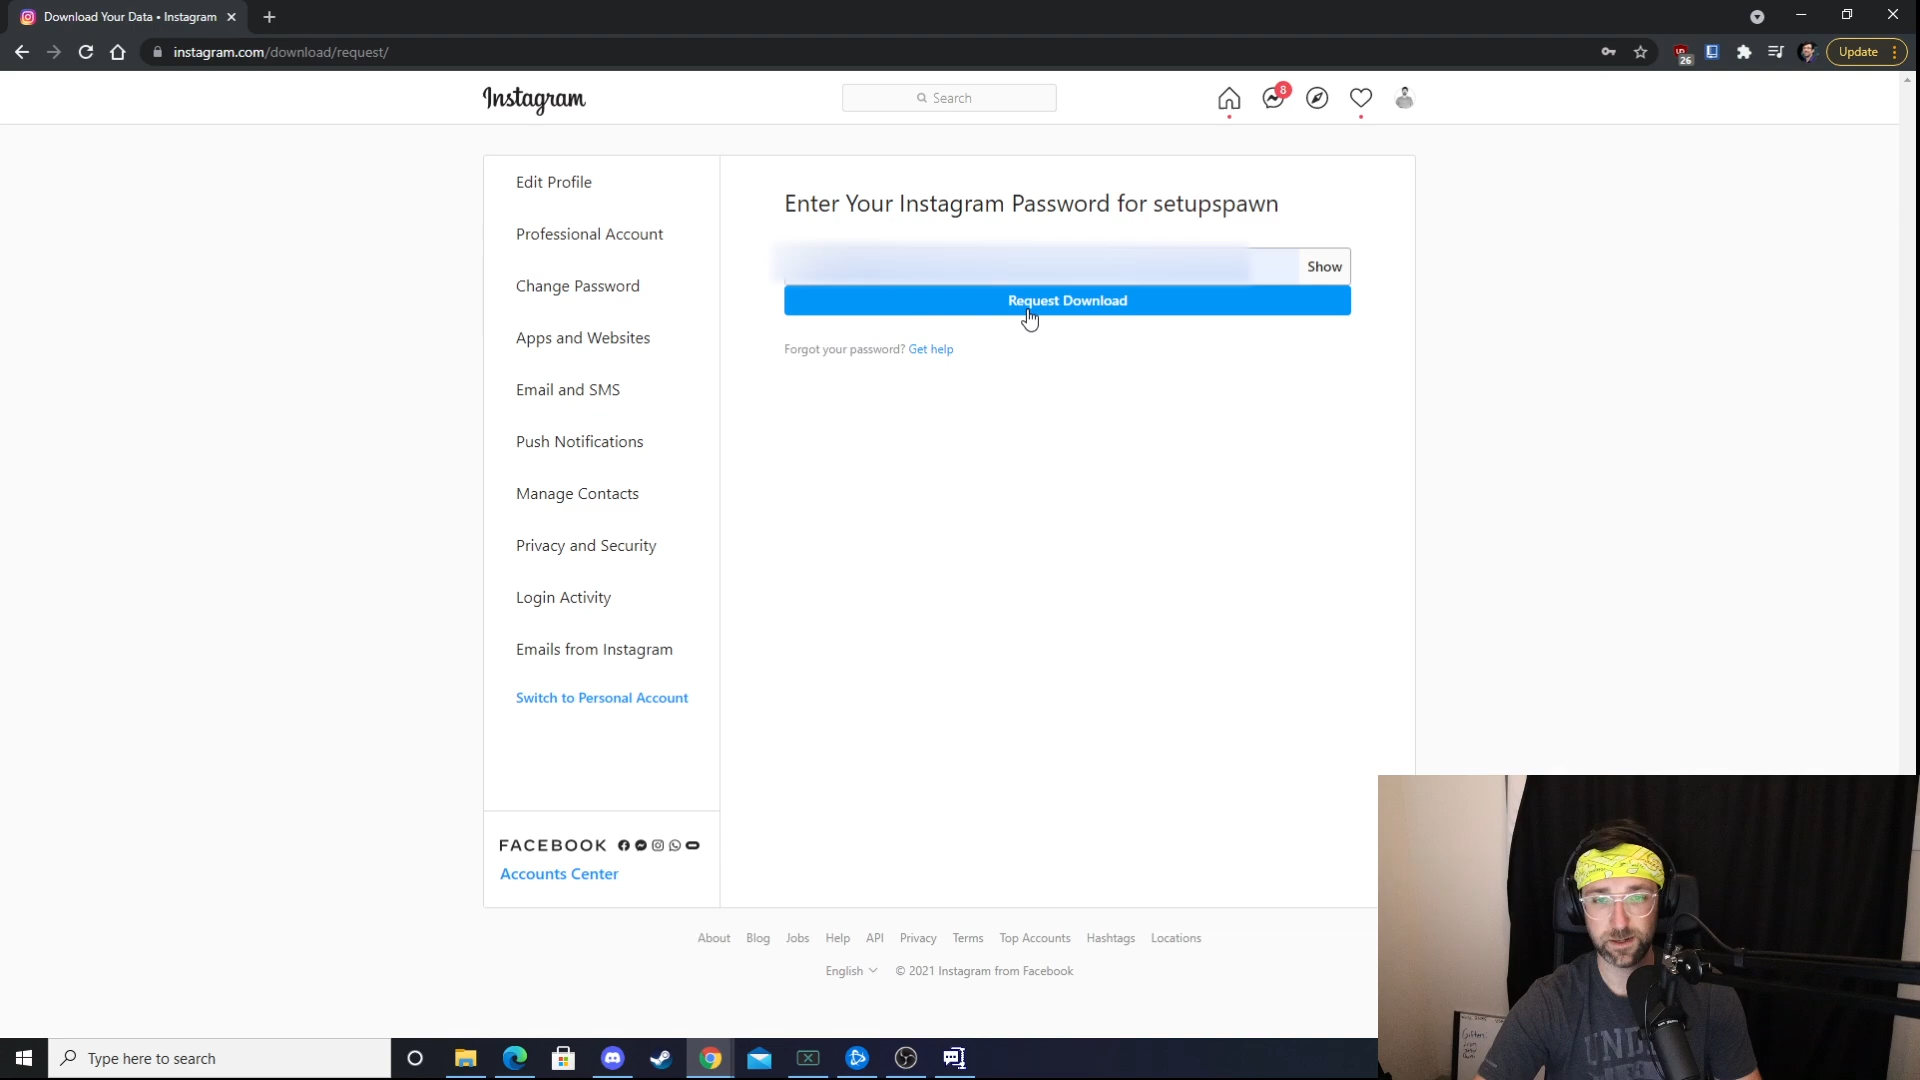 Download Your Data • Instagram
instagram.com/download/request/
26
Update
Instagram
Search
8
Edit Profile
Professional Account
Change Password
Apps and Websites
Email and SMS
Push Notifications
Manage Contacts
Privacy and Security
Login Activity
Emails from Instagram
Switch to Personal Account
Enter Your Instagram Password for setupspawn
Show
Request Download
Forgot your password? Get help
FACEBOOK
Accounts Center
About Blog Jobs Help API Privacy Terms Top Accounts Hashtags Locations
English © 2021 Instagram from Facebook
Type here to search